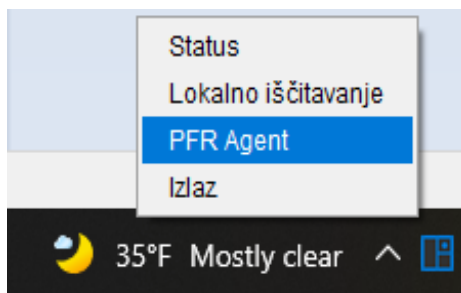 Status
Lokalno iščitavanje
PFR Agent
Izlaz
35°F Mostly clear